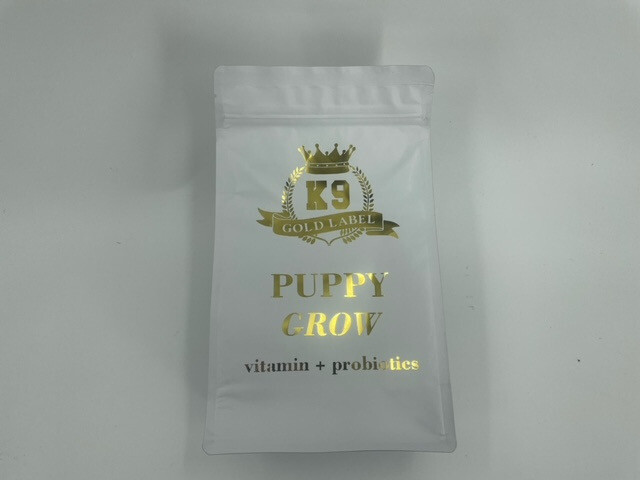 K9
GOLD LABEL
PUPPY
GROW
vitamin + probiotics